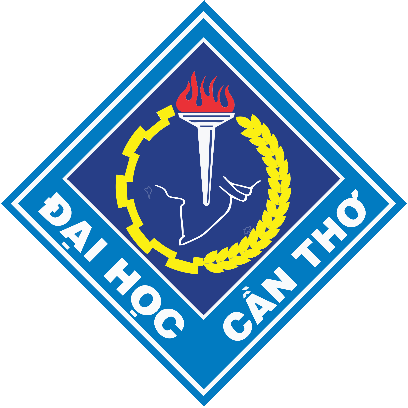 ĐẠI HỌC
CẦN THƠ